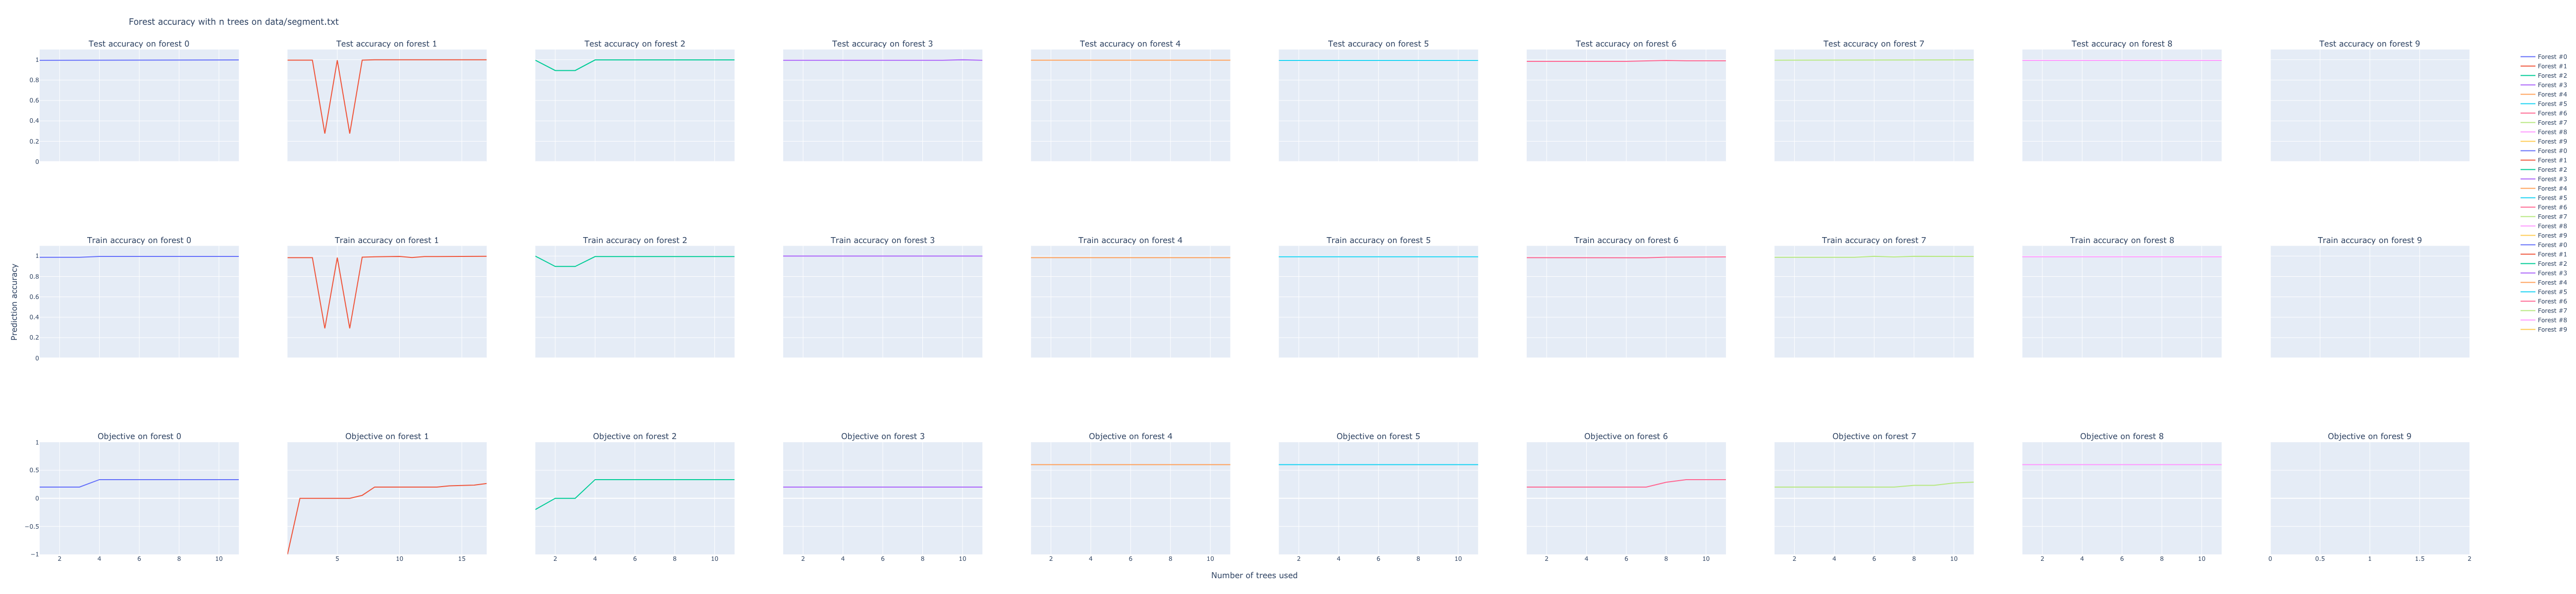 Forest accuracy with n trees on data/segment.txt
Test accuracy on forest 0
Test accuracy on forest 1
Test accuracy on forest 2
Test accuracy on forest 3
Test accuracy on forest 4
Test accuracy on forest 5
Test accuracy on forest 6
Test accuracy on forest 7
Test accuracy on forest 8
Test accuracy on forest 9
1
0.8
0.6
0.4
0.2
0
Train accuracy on forest 0
Train accuracy on forest 1
Train accuracy on forest 2
Train accuracy on forest 3
Train accuracy on forest 4
Train accuracy on forest 5
Train accuracy on forest 6
Train accuracy on forest 7
Train accuracy on forest 8
Train accuracy on forest 9
1
0.8
0.6
0.4
0.2
0
Prediction accuracy
Objective on forest 0
Objective on forest 1
Objective on forest 2
Objective on forest 3
Objective on forest 4
Objective on forest 5
Objective on forest 6
Objective on forest 7
Objective on forest 8
Objective on forest 9
1
0.5
0
−0.5
−1
2 4 6 8 10
5 10 15
2 4 6 8 10
2 4 6 8 10
2 4 6 8 10
2 4 6 8 10
2 4 6 8 10
2 4 6 8 10
2 4 6 8 10
0 0.5 1 1.5 2
Number of trees used
Forest #0
Forest #1
Forest #2
Forest #3
Forest #4
Forest #5
Forest #6
Forest #7
Forest #8
Forest #9
Forest #0
Forest #1
Forest #2
Forest #3
Forest #4
Forest #5
Forest #6
Forest #7
Forest #8
Forest #9
Forest #0
Forest #1
Forest #2
Forest #3
Forest #4
Forest #5
Forest #6
Forest #7
Forest #8
Forest #9